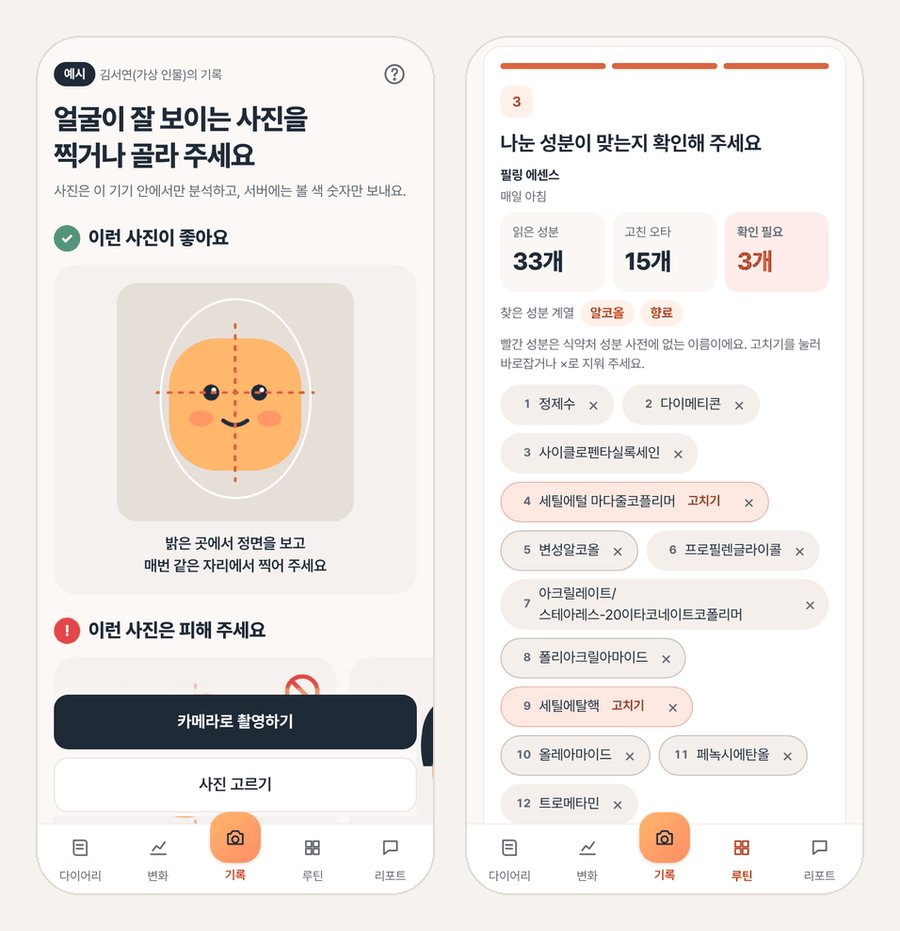 예시 김서연(가상 인물)의 기록
얼굴이 잘 보이는 사진을
찍거나 골라 주세요
사진은 이 기기 안에서만 분석하고, 서버에는 볼 색 숫자만 보내요.
이런 사진이 좋아요
밝은 곳에서 정면을 보고
매번 같은 자리에서 찍어 주세요
이런 사진은 피해 주세요
카메라로 촬영하기
사진 고르기
다이어리 변화 기록 루틴 리포트
3
나눈 성분이 맞는지 확인해 주세요
필링 에센스
매일 아침
읽은 성분 고친 오타 확인 필요
33개 15개 3개
찾은 성분 계열 알코올 향료
빨간 성분은 식약처 성분 사전에 없는 이름이에요. 고치기를 눌러
바로잡거나 ×로 지워 주세요.
1 정제수 × 2 다이메티콘 ×
3 사이클로펜타실록세인 ×
4 세틸에털 마다줄코플리머 고치기 ×
5 변성알코올 × 6 프로필렌글라이콜 ×
7 아크릴레이트/
스테아레스-20이타코네이트코폴리머 ×
8 폴리아크릴아마이드 ×
9 세틸에탈핵 고치기 ×
10 올레아마이드 × 11 페녹시에탄올 ×
12 트로메타민 ×
다이어리 변화 기록 루틴 리포트